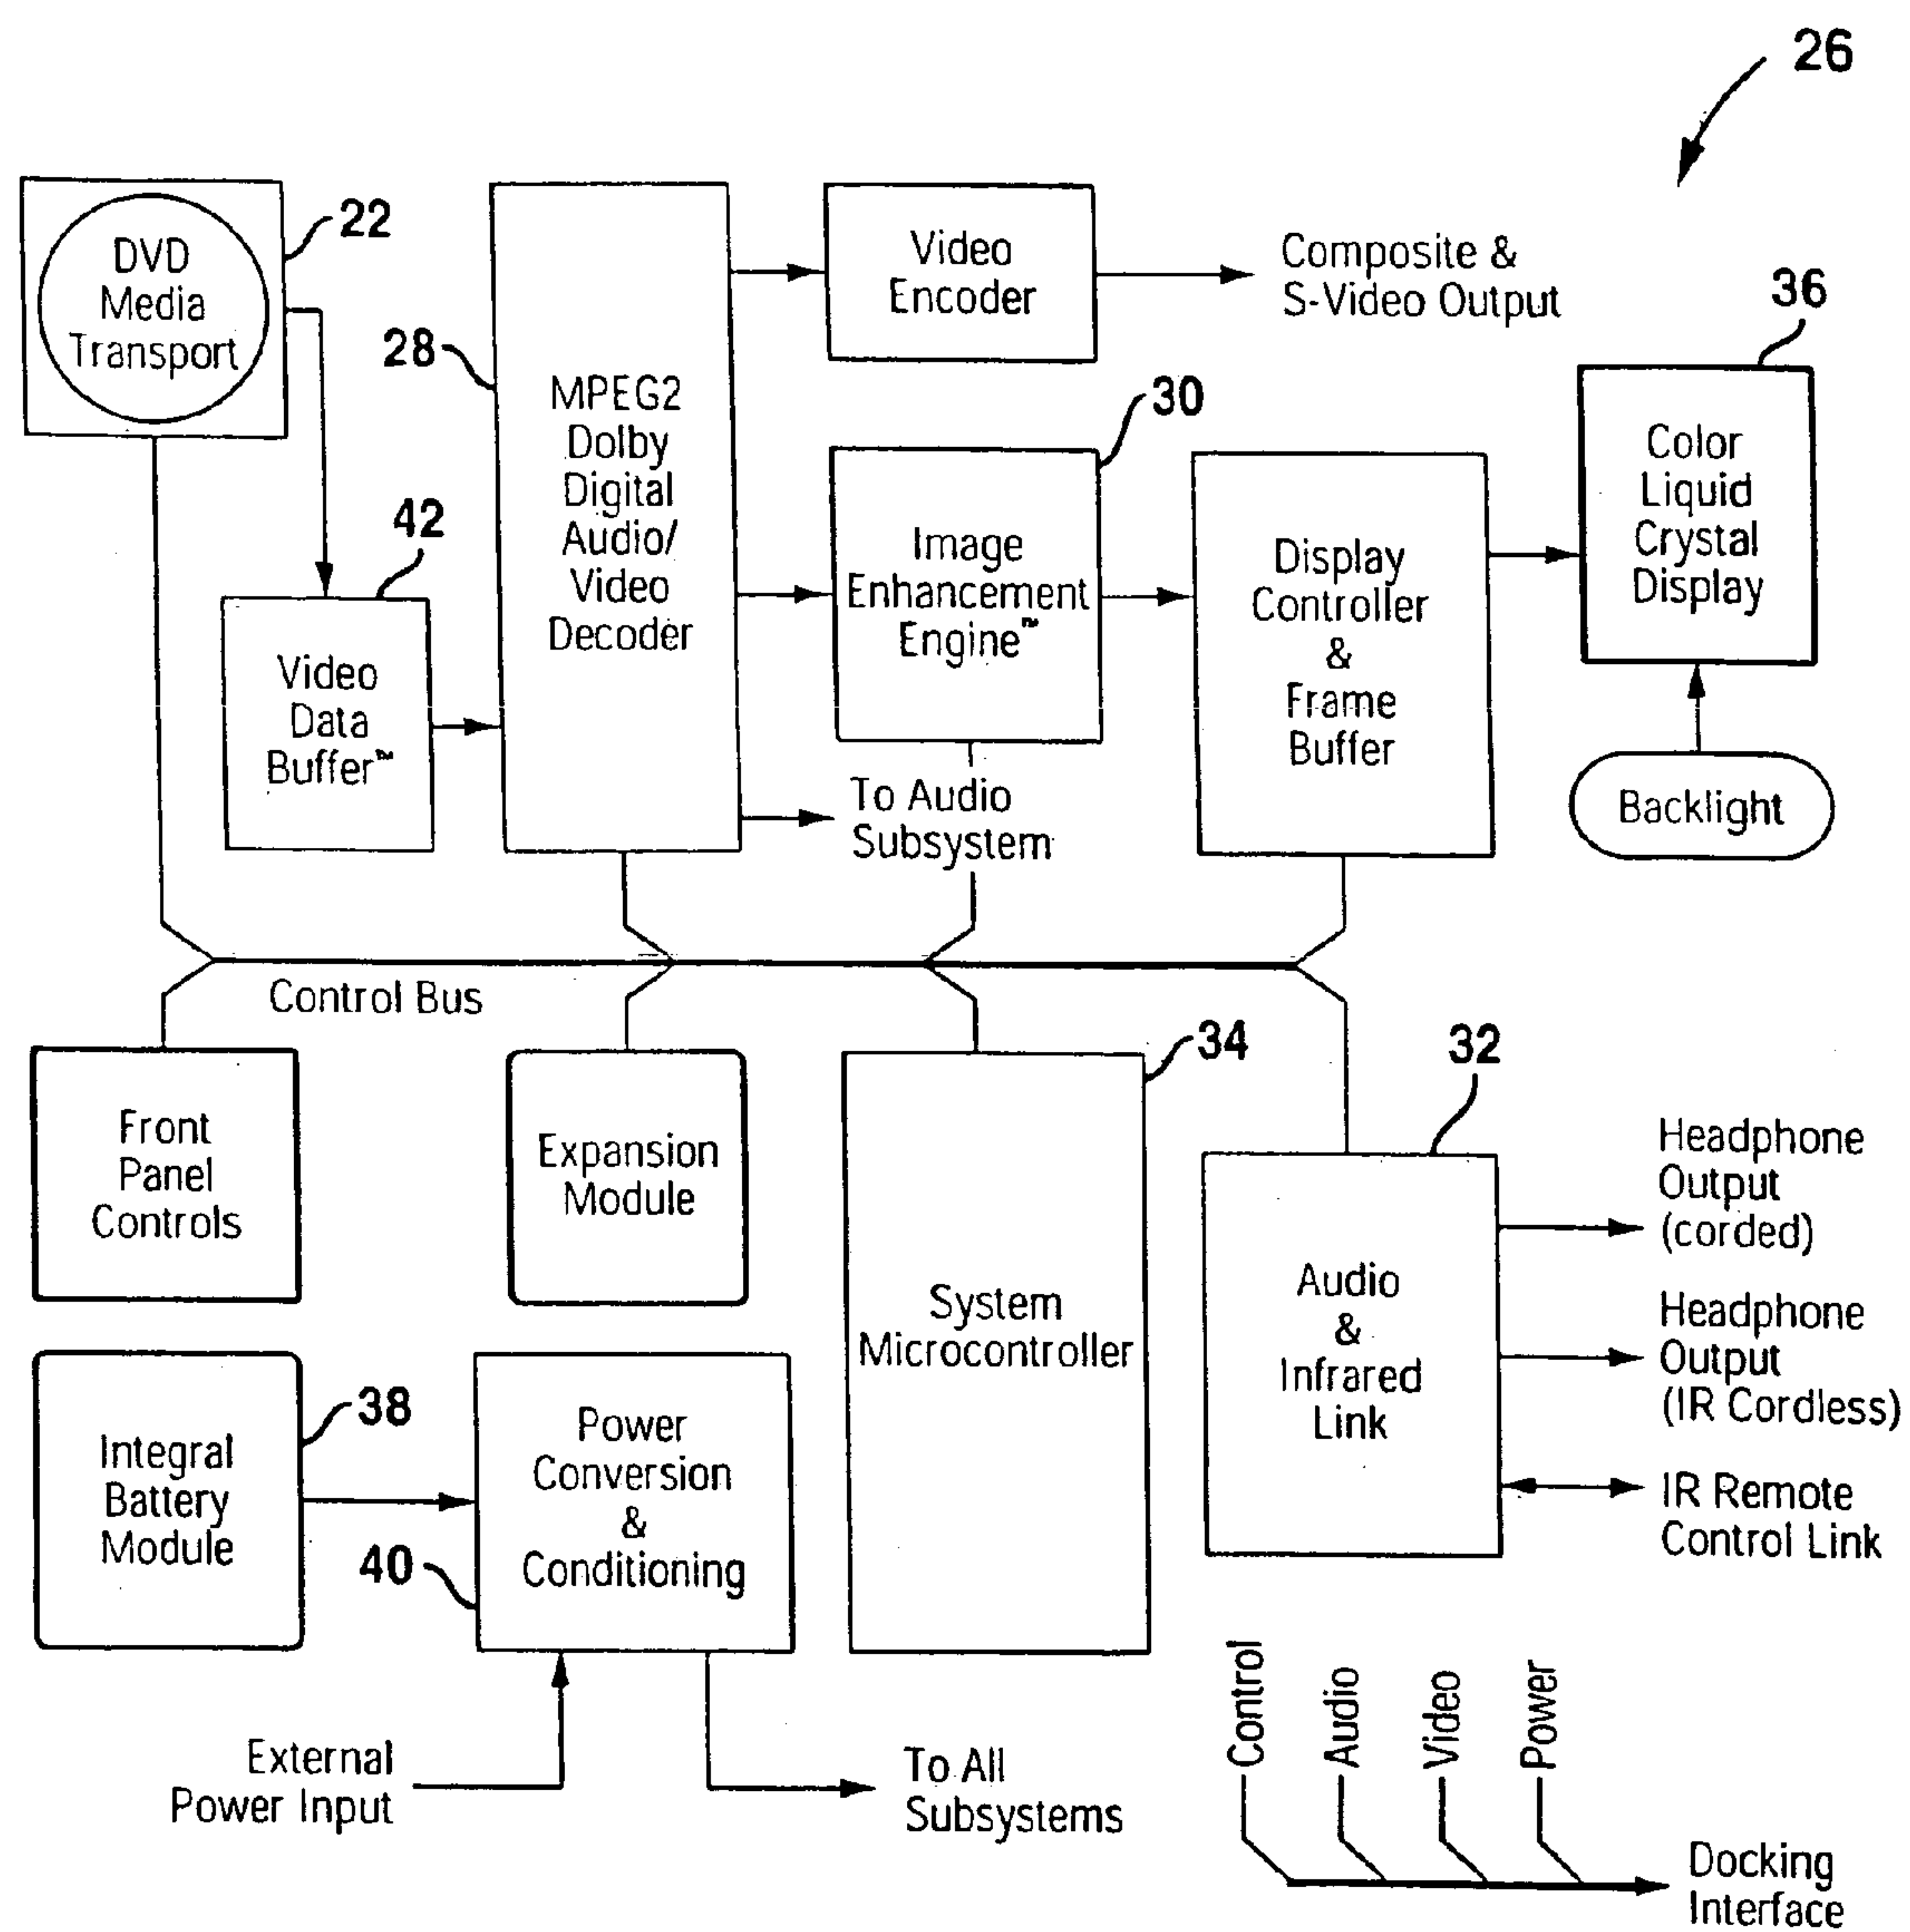 26
DVD
Media
Transport
22
28
MPEG2
Dolby
Digital
Audio/
Video
Decoder
Video
Encoder
Composite &
S-Video Output
36
Color
Liquid
Crystal
Display
30
Image
Enhancement
Engine™
Display
Controller
&
Frame
Buffer
42
Video
Data
Buffer™
To Audio
Subsystem
Backlight
Control Bus
Front
Panel
Controls
Expansion
Module
34
System
Microcontroller
32
Audio
&
Infrared
Link
Headphone
Output
(corded)
Headphone
Output
(IR Cordless)
IR Remote
Control Link
Integral
Battery
Module
38
Power
Conversion
&
Conditioning
40
External
Power Input
To All
Subsystems
Control
Audio
Video
Power
Docking
Interface